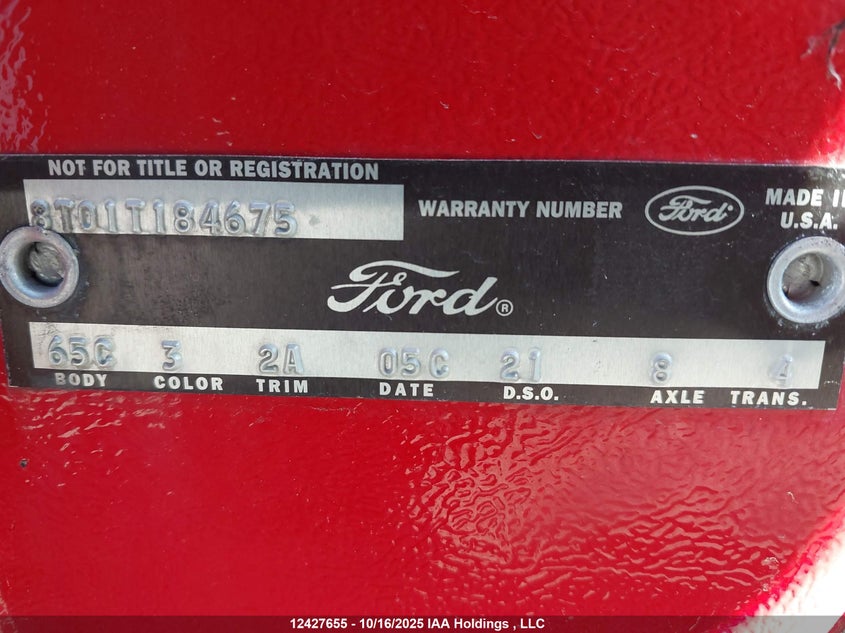 NOT FOR TITLE OR REGISTRATION
8T01T184675
WARRANTY NUMBER
Ford
MADE IN
U.S.A.
Ford®
65C 3 2A 05C 21 8 4
BODY COLOR TRIM DATE D.S.O. AXLE TRANS.
12427655 - 10/16/2025 IAA Holdings , LLC